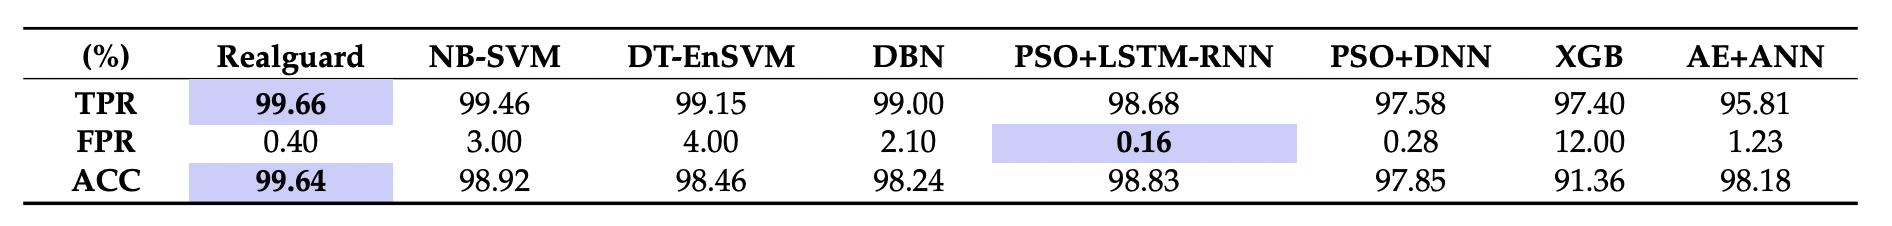 (%) Realguard NB-SVM DT-EnSVM DBN PSO+LSTM-RNN PSO+DNN XGB AE+ANN
TPR 99.66 99.46 99.15 99.00 98.68 97.58 97.40 95.81
FPR 0.40 3.00 4.00 2.10 0.16 0.28 12.00 1.23
ACC 99.64 98.92 98.46 98.24 98.83 97.85 91.36 98.18